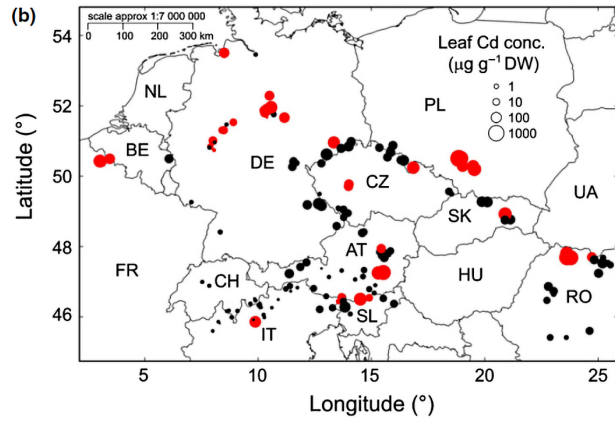 (b)
scale approx 1:7 000 000
0 100 200 300 km
Leaf Cd conc.
(μg g⁻¹ DW)
1
10
100
1000
NL
PL
BE
DE
CZ
UA
SK
FR
AT
CH
HU
RO
IT
SL
54
52
50
48
46
Latitude (°)
5 10 15 20 25
Longitude (°)